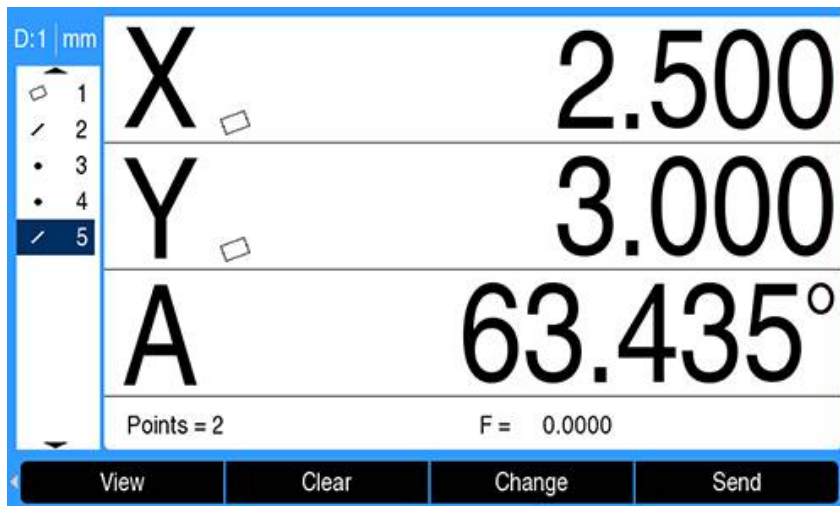 D:1 mm
1
2
3
4
5
X 2.500
Y 3.000
A 63.435°
Points = 2 F = 0.0000
View Clear Change Send